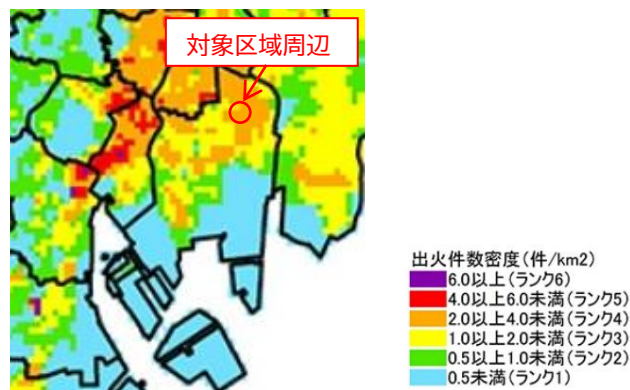 対象区域周辺
出火件数密度(件/km2)
6.0以上(ランク6)
4.0以上6.0未満(ランク5)
2.0以上4.0未満(ランク4)
1.0以上2.0未満(ランク3)
0.5以上1.0未満(ランク2)
0.5未満(ランク1)